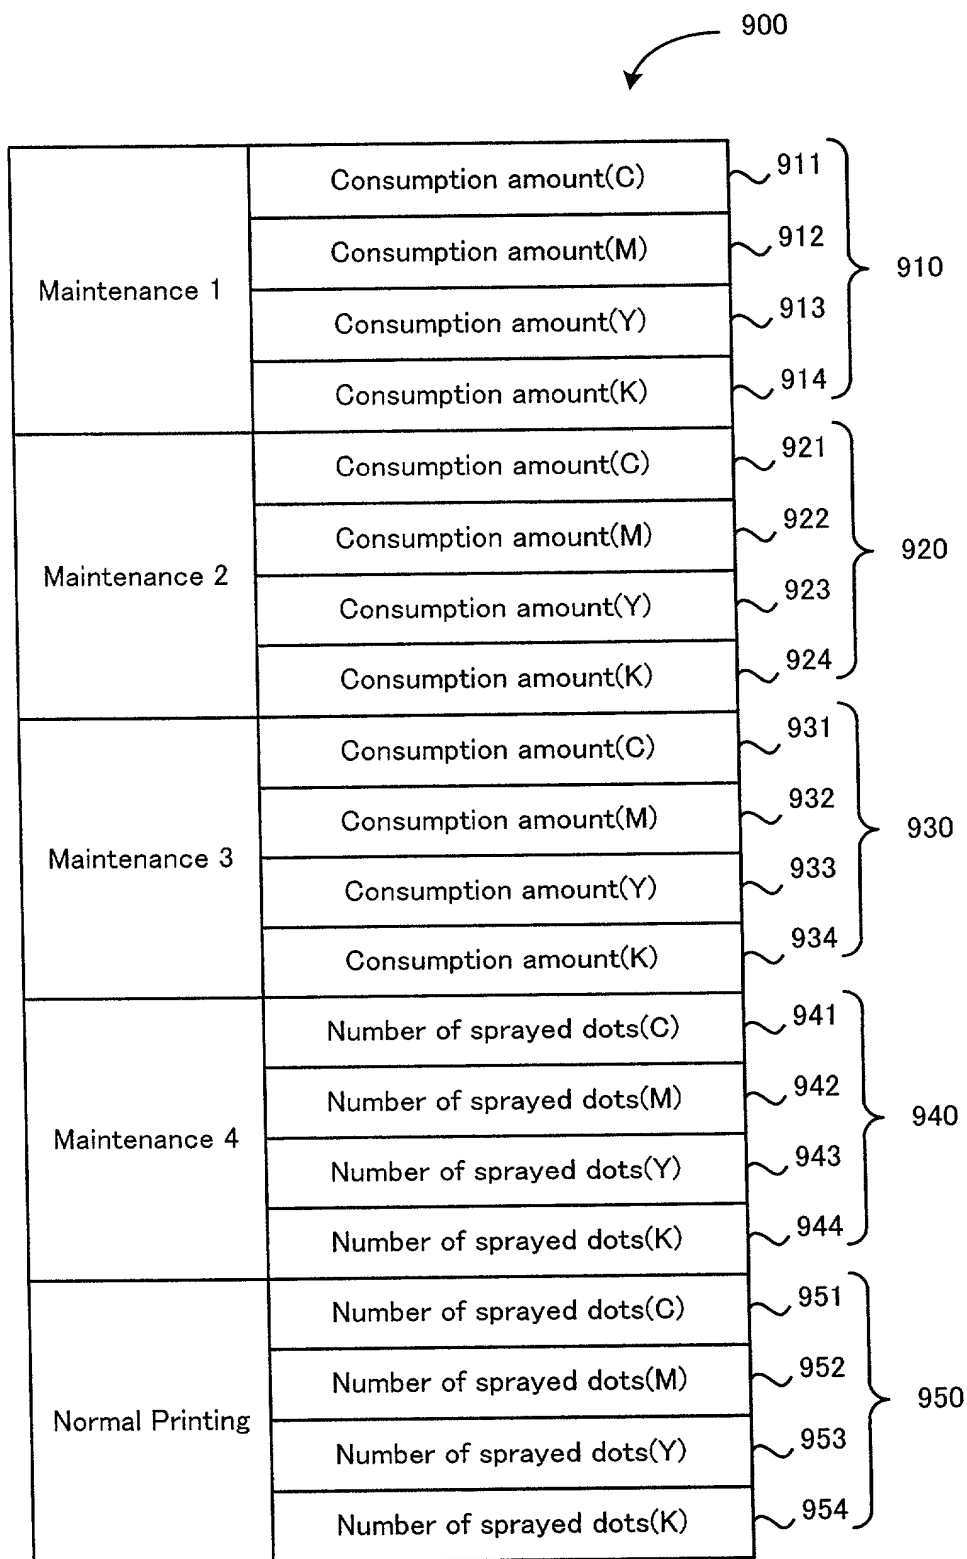 900
Maintenance 1
Consumption amount(C)
911
Consumption amount(M)
912
Consumption amount(Y)
913
Consumption amount(K)
914
910
Maintenance 2
Consumption amount(C)
921
Consumption amount(M)
922
Consumption amount(Y)
923
Consumption amount(K)
924
920
Maintenance 3
Consumption amount(C)
931
Consumption amount(M)
932
Consumption amount(Y)
933
Consumption amount(K)
934
930
Maintenance 4
Number of sprayed dots(C)
941
Number of sprayed dots(M)
942
Number of sprayed dots(Y)
943
Number of sprayed dots(K)
944
940
Normal Printing
Number of sprayed dots(C)
951
Number of sprayed dots(M)
952
Number of sprayed dots(Y)
953
Number of sprayed dots(K)
954
950